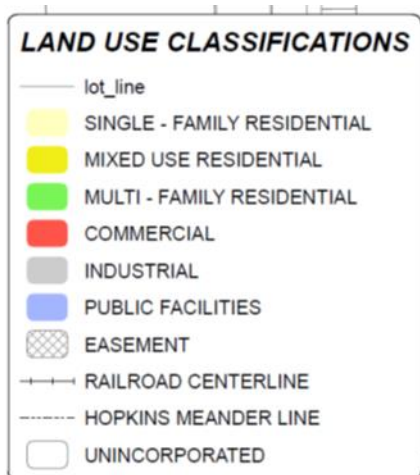 LAND USE CLASSIFICATIONS
lot_line
SINGLE - FAMILY RESIDENTIAL
MIXED USE RESIDENTIAL
MULTI - FAMILY RESIDENTIAL
COMMERCIAL
INDUSTRIAL
PUBLIC FACILITIES
EASEMENT
RAILROAD CENTERLINE
HOPKINS MEANDER LINE
UNINCORPORATED